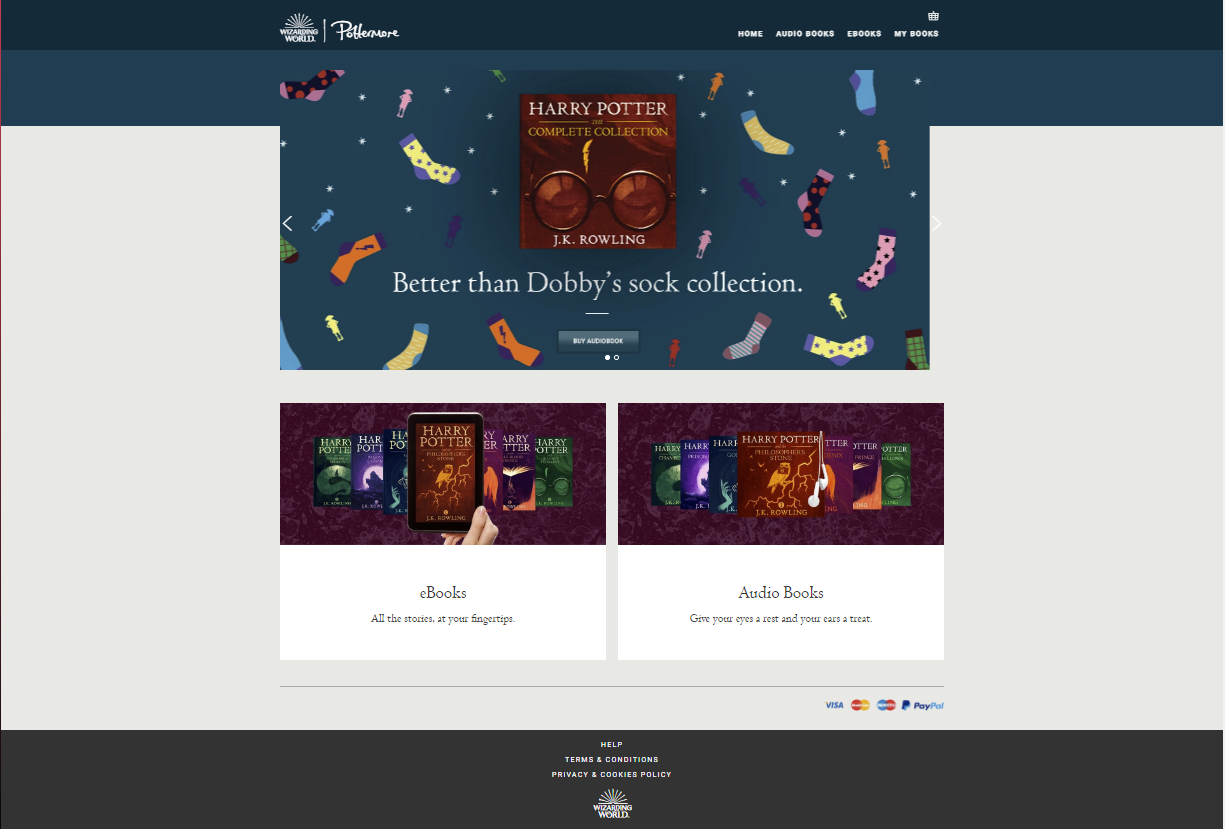 WIZARDING
WORLD.
Pottermore
HOME
AUDIO BOOKS
EBOOKS
MY BOOKS
HARRY POTTER
THE
COMPLETE COLLECTION
J.K. ROWLING
Better than Dobby's sock collection.
BUY AUDIOBOOK
HARRY
POTTER
PHILOSOPHER'S
STONE
J.K. ROWLING
HARRY POTTER
PHILOSOPHER'S
STONE
J.K. ROWLING
eBooks
All the stories, at your fingertips.
Audio Books
Give your eyes a rest and your ears a treat.
VISA
PayPal
HELP
TERMS & CONDITIONS
PRIVACY & COOKIES POLICY
WIZARDING
WORLD.